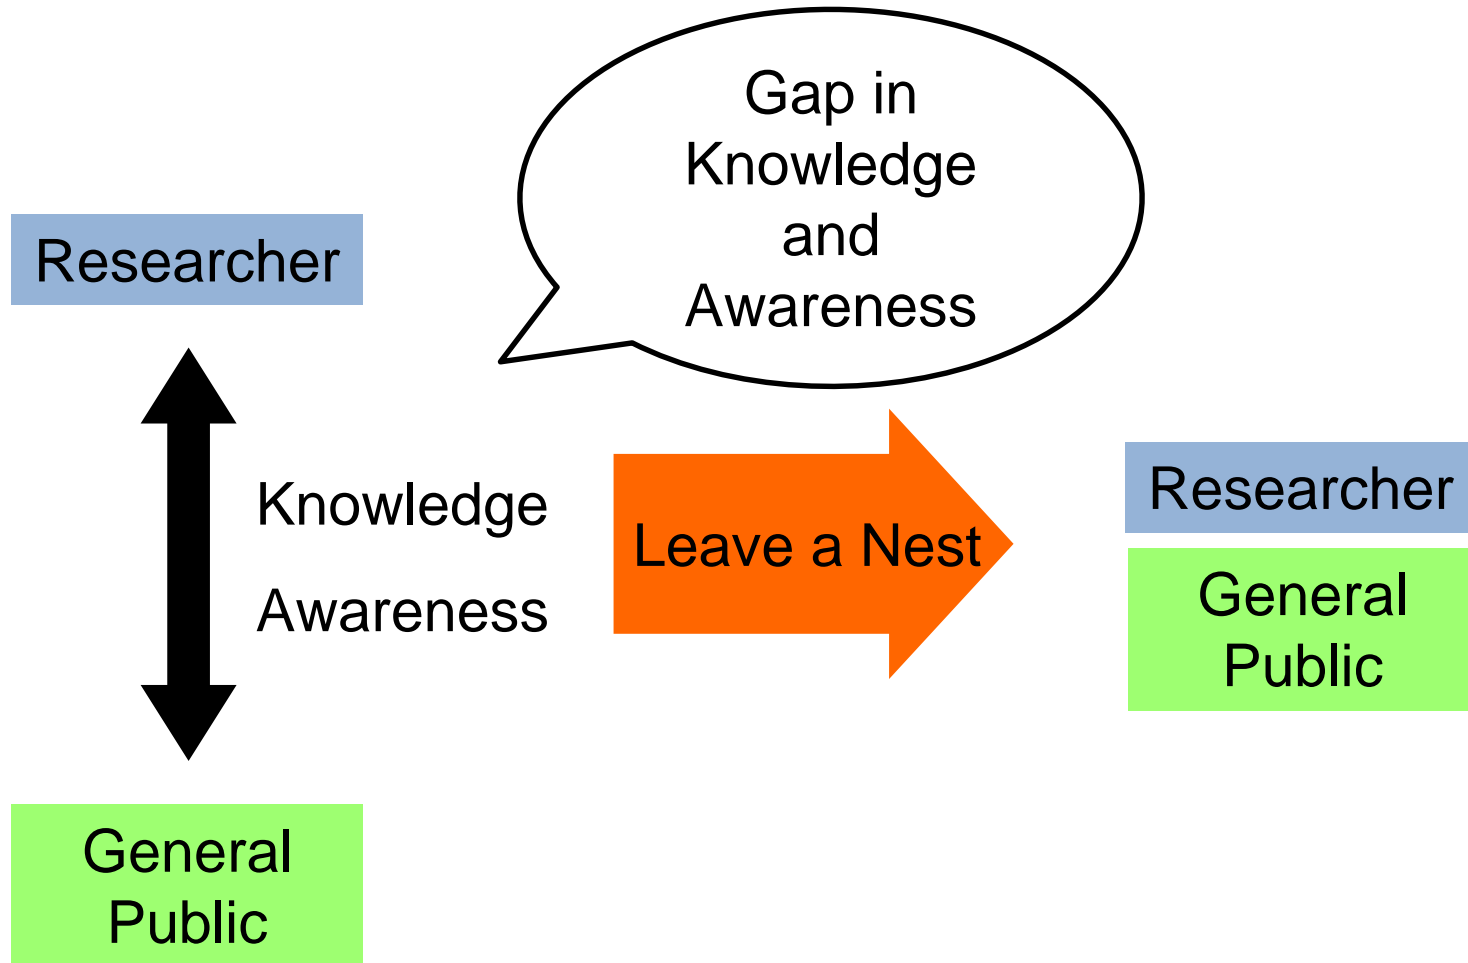 Gap in
Knowledge
and
Awareness
Researcher
Knowledge
Awareness
Leave a Nest
Researcher
General
Public
General
Public